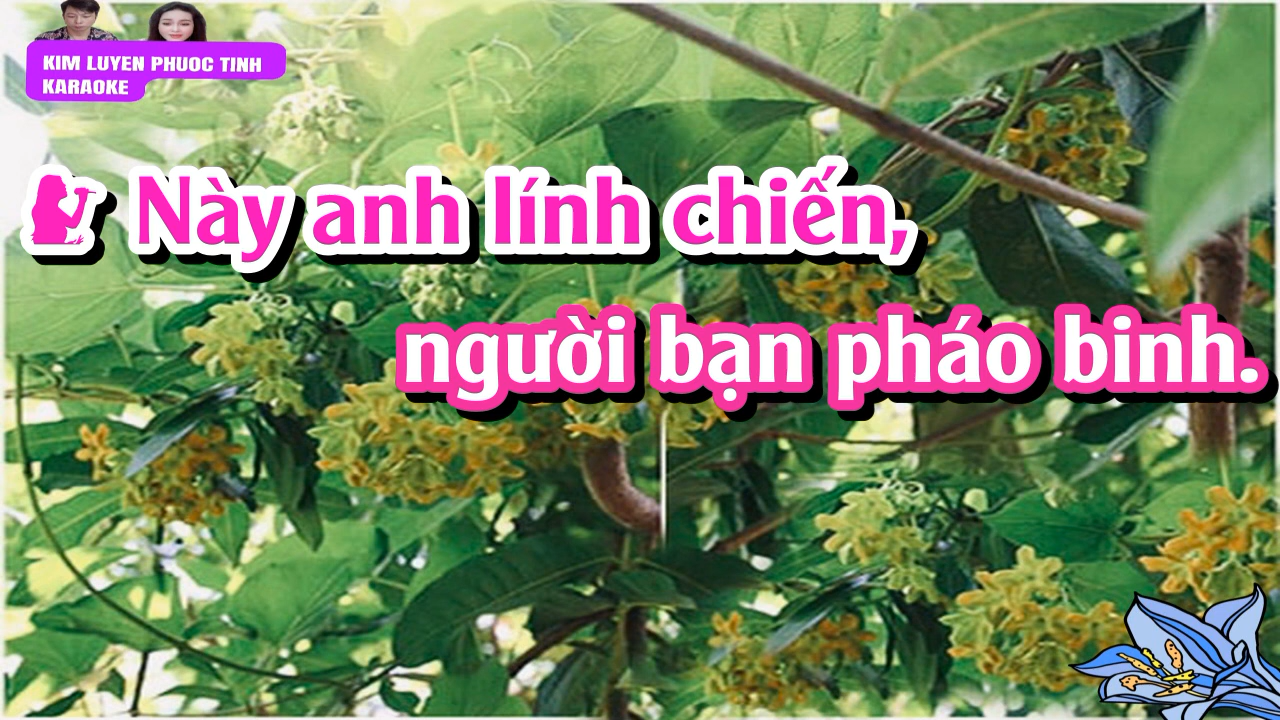 KIM LUYEN PHUOC TINH
KARAOKE
Này anh lính chiến,
người bạn pháo binh.